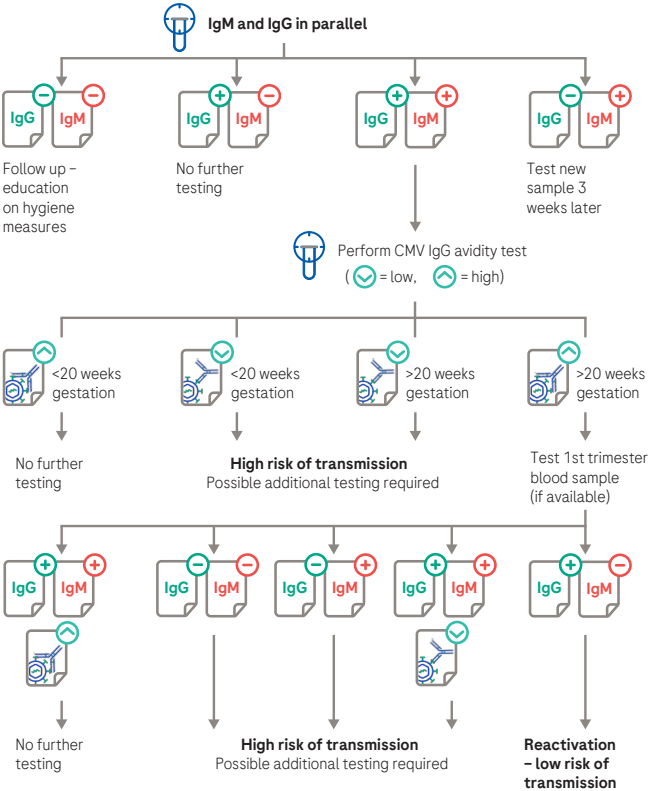 IgM and IgG in parallel
IgG IgM IgG IgM IgG IgM IgG IgM
Follow up –
education
on hygiene
measures
No further
testing
Test new
sample 3
weeks later
Perform CMV IgG avidity test
( = low, = high)
<20 weeks
gestation
<20 weeks
gestation
>20 weeks
gestation
>20 weeks
gestation
No further
testing
High risk of transmission
Possible additional testing required
Test 1st trimester
blood sample
(if available)
IgG IgM IgG IgM IgG IgM IgG IgM IgG IgM
No further
testing
High risk of transmission
Possible additional testing required
Reactivation
– low risk of
transmission